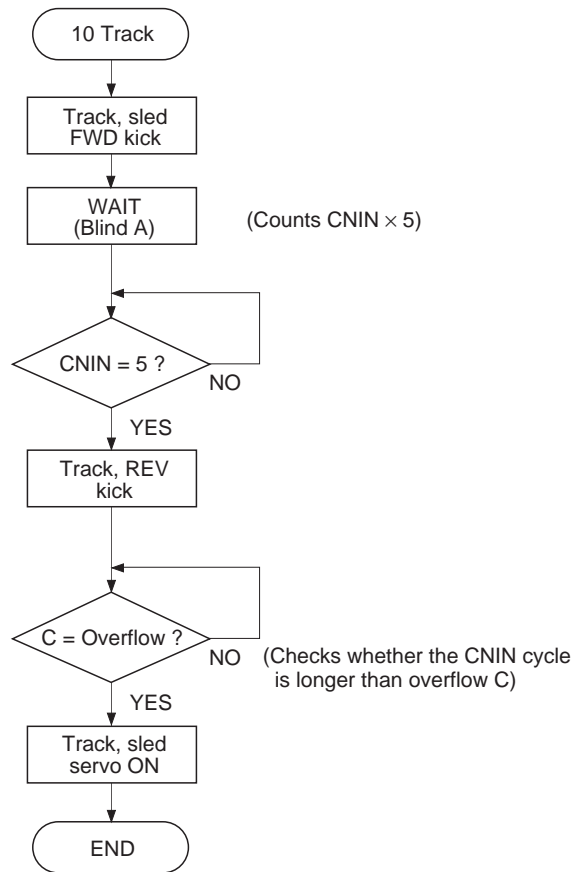 10 Track
Track, sled
FWD kick
WAIT
(Blind A)
(Counts CNIN × 5)
CNIN = 5 ?
NO
YES
Track, REV
kick
C = Overflow ?
NO
(Checks whether the CNIN cycle
is longer than overflow C)
YES
Track, sled
servo ON
END